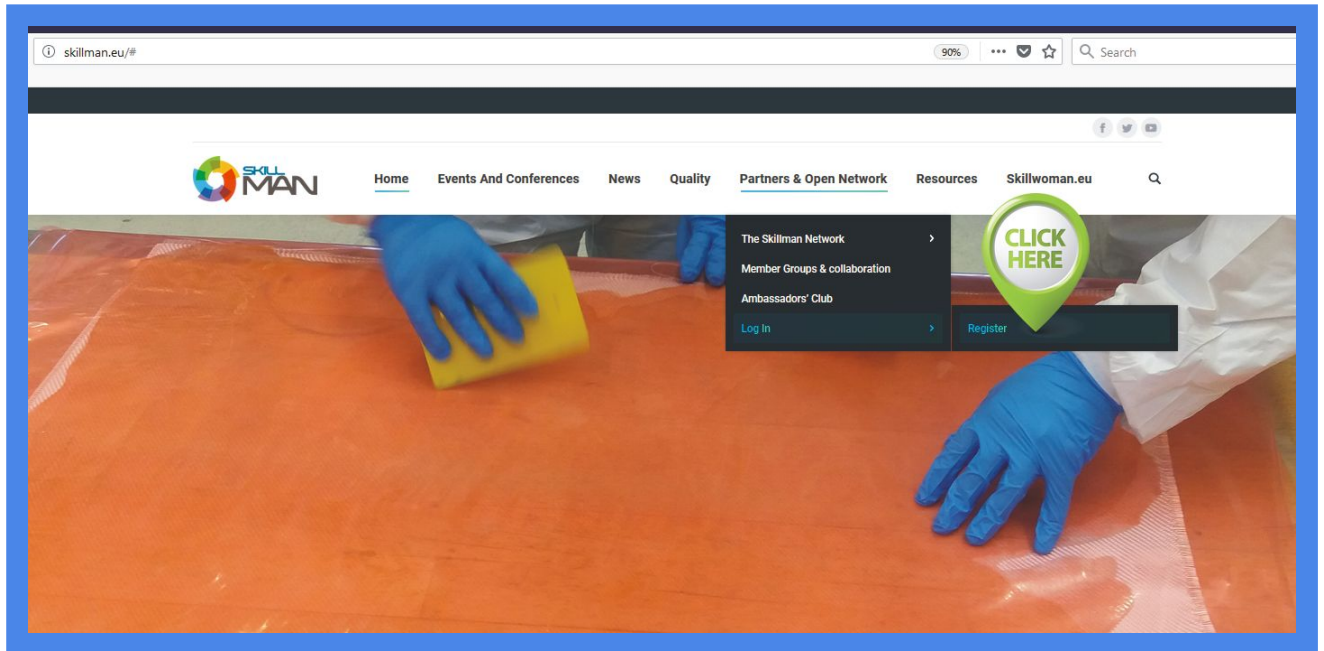 skillman.eu/#
90%
Search
SKILL
MAN
Home Events And Conferences News Quality Partners & Open Network Resources Skillwoman.eu
The Skillman Network
Member Groups & collaboration
Ambassadors' Club
Log In
Register
CLICK
HERE